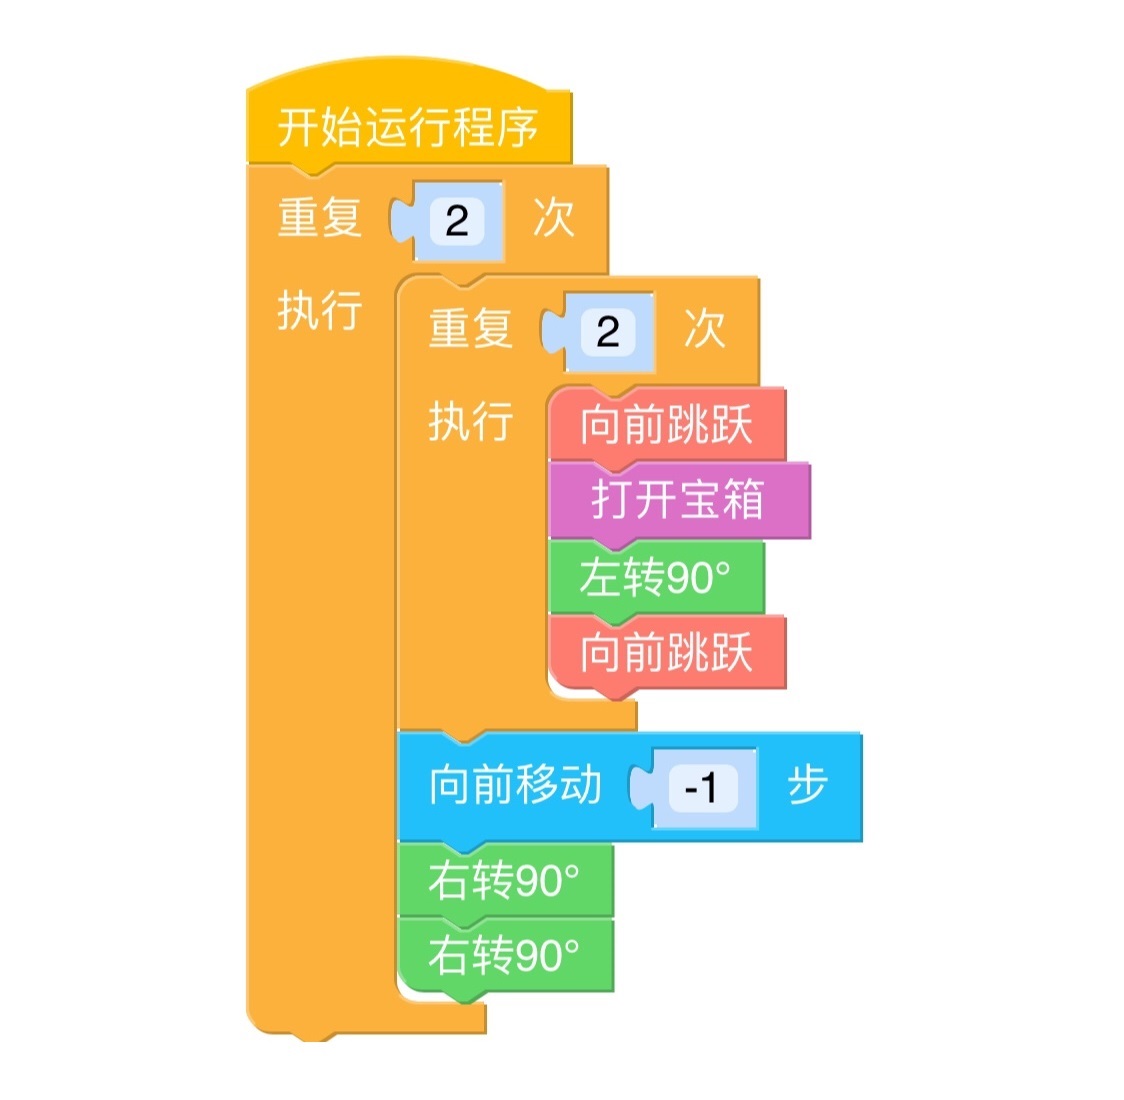 开始运行程序
重复 2 次
执行
重复 2 次
执行
向前跳跃
打开宝箱
左转90°
向前跳跃
向前移动 -1 步
右转90°
右转90°